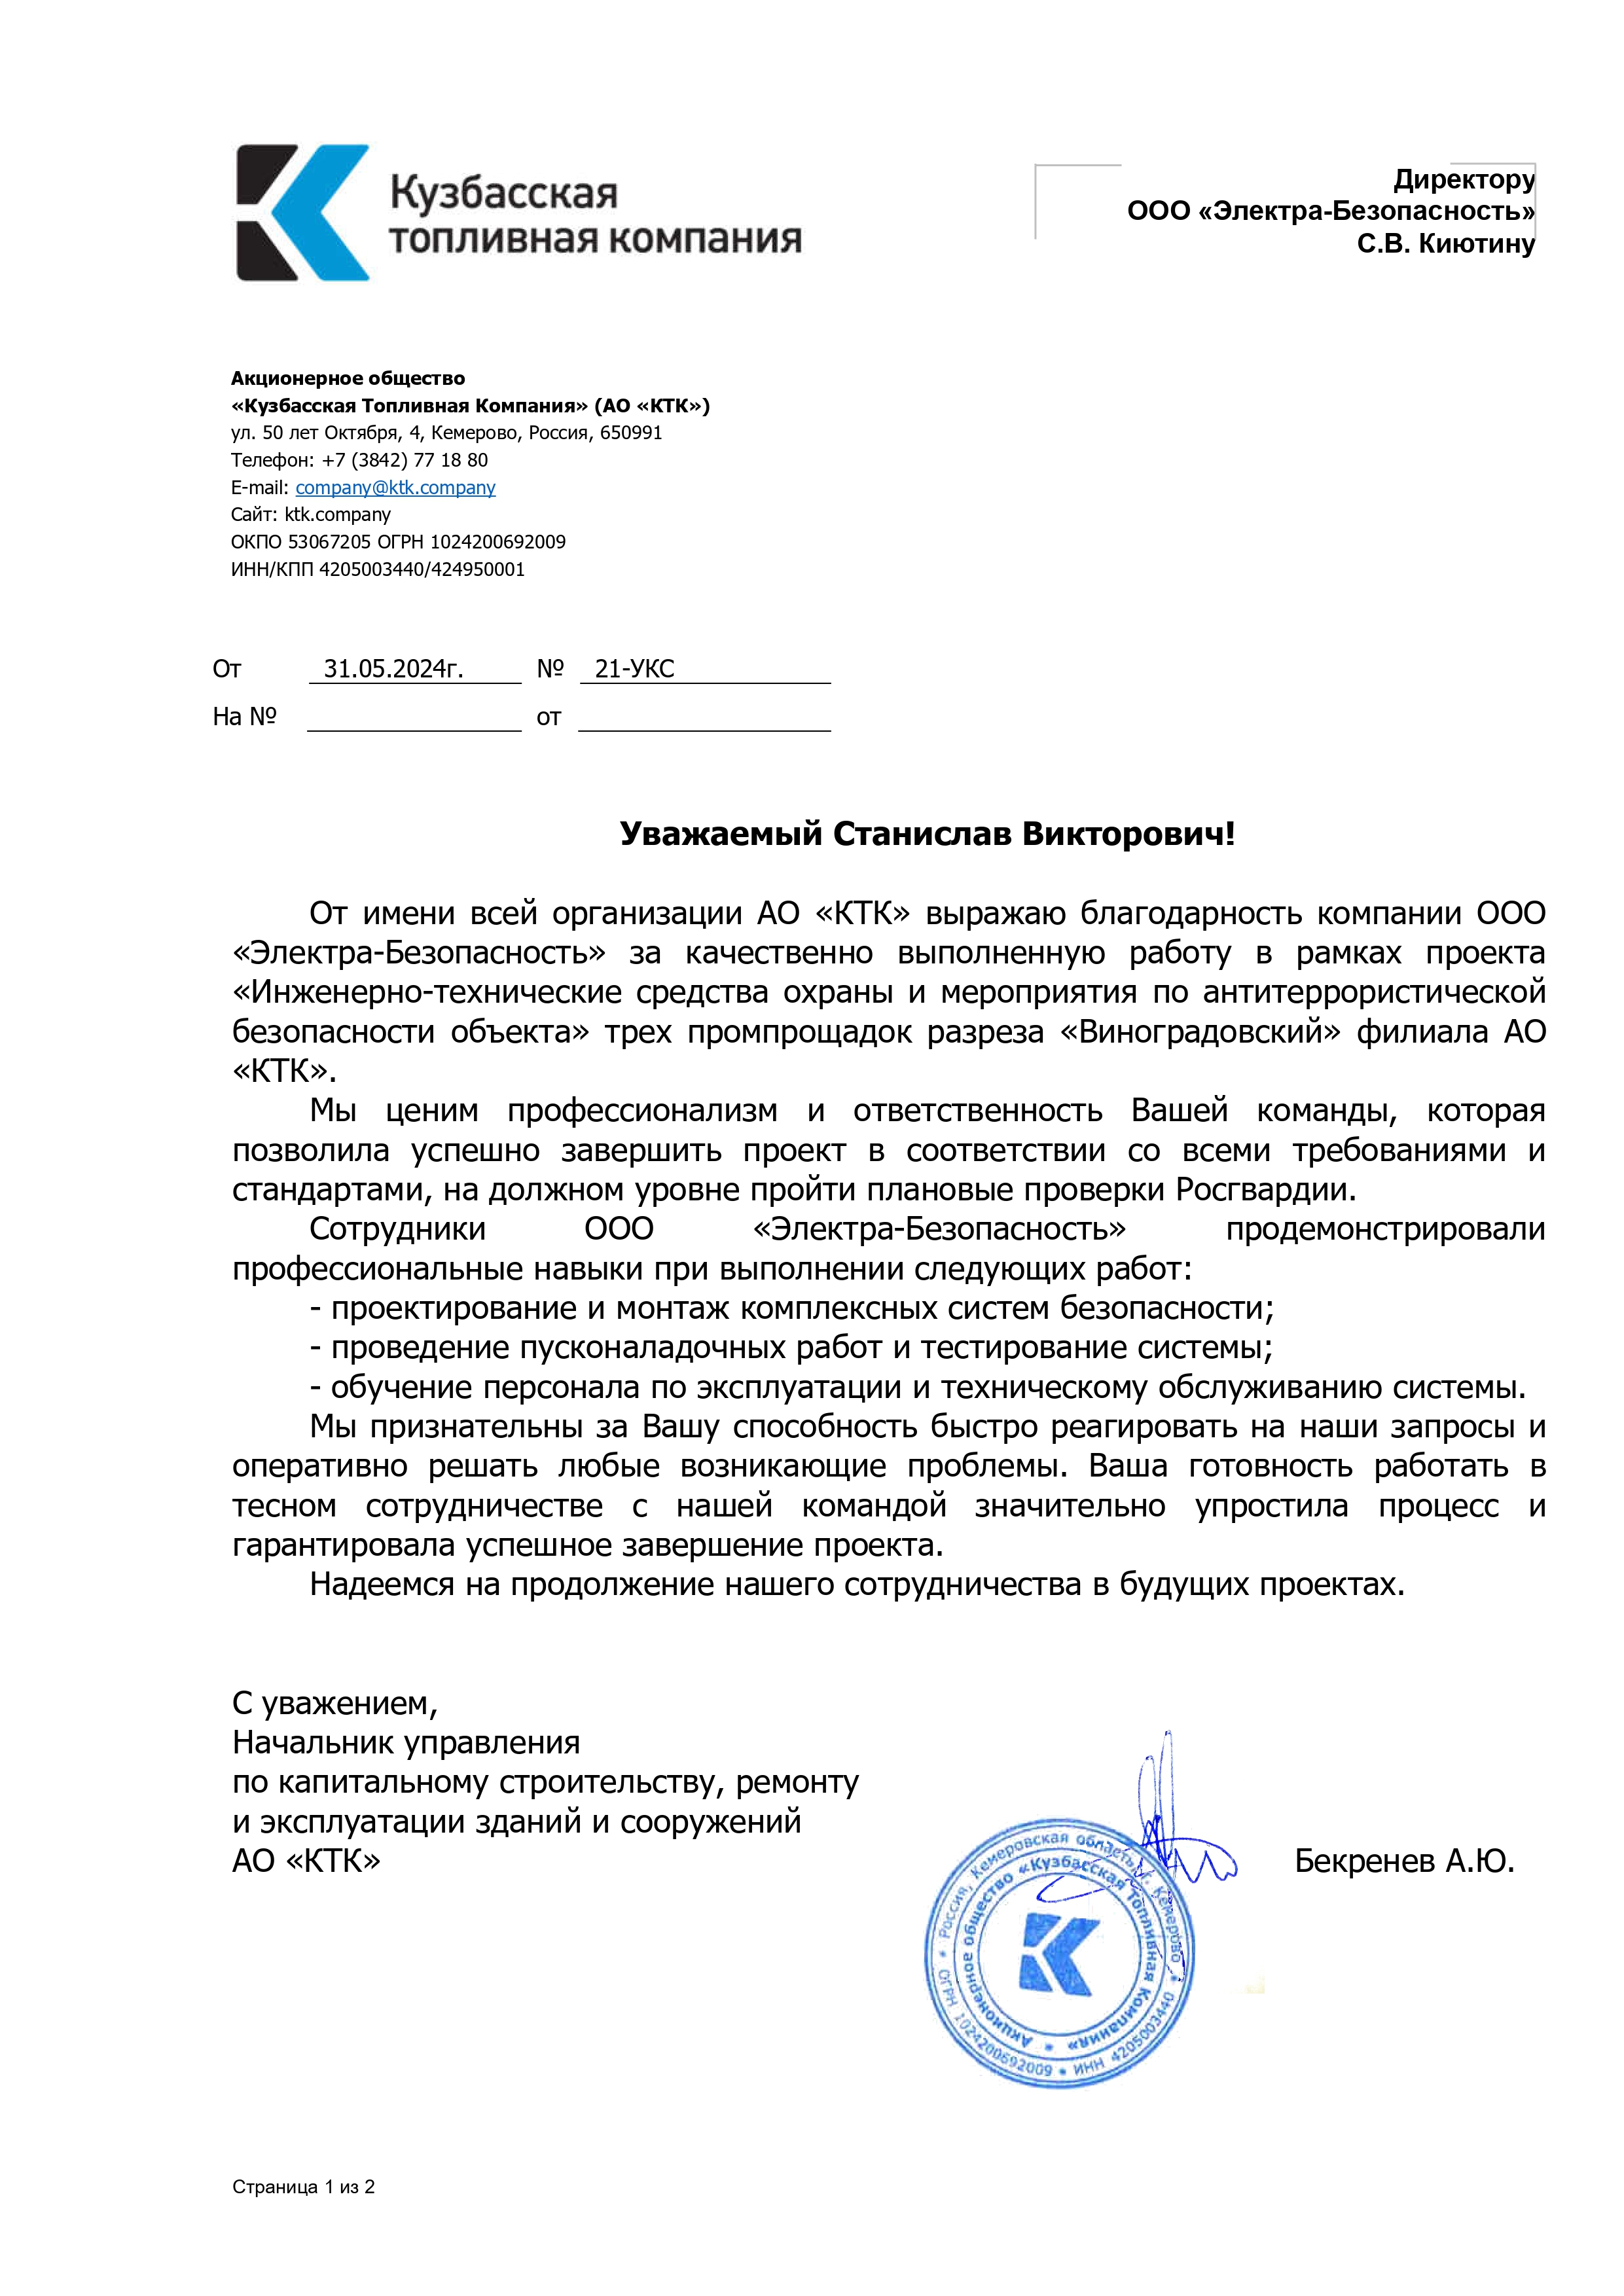 Кузбасская
топливная компания
Директору
ООО «Электра-Безопасность»
С.В. Киютину
Акционерное общество
«Кузбасская Топливная Компания» (АО «КТК»)
ул. 50 лет Октября, 4, Кемерово, Россия, 650991
Телефон: +7 (3842) 77 18 80
E-mail: company@ktk.company
Сайт: ktk.company
ОКПО 53067205 ОГРН 1024200692009
ИНН/КПП 4205003440/424950001
От 31.05.2024г. № 21-УКС
На № от
Уважаемый Станислав Викторович!
От имени всей организации АО «КТК» выражаю благодарность компании ООО
«Электра-Безопасность» за качественно выполненную работу в рамках проекта
«Инженерно-технические средства охраны и мероприятия по антитеррористической
безопасности объекта» трех промпрощадок разреза «Виноградовский» филиала АО
«КТК».
Мы ценим профессионализм и ответственность Вашей команды, которая
позволила успешно завершить проект в соответствии со всеми требованиями и
стандартами, на должном уровне пройти плановые проверки Росгвардии.
Сотрудники ООО «Электра-Безопасность» продемонстрировали
профессиональные навыки при выполнении следующих работ:
- проектирование и монтаж комплексных систем безопасности;
- проведение пусконаладочных работ и тестирование системы;
- обучение персонала по эксплуатации и техническому обслуживанию системы.
Мы признательны за Вашу способность быстро реагировать на наши запросы и
оперативно решать любые возникающие проблемы. Ваша готовность работать в
тесном сотрудничестве с нашей командой значительно упростила процесс и
гарантировала успешное завершение проекта.
Надеемся на продолжение нашего сотрудничества в будущих проектах.
С уважением,
Начальник управления
по капитальному строительству, ремонту
и эксплуатации зданий и сооружений
АО «КТК»
Бекренев А.Ю.
Россия, Кемеровская область, г. Кемерово * ИНН 4205003440 * ОГРН 1024200692009 *
Акционерное общество «Кузбасская Топливная Компания» *
Страница 1 из 2